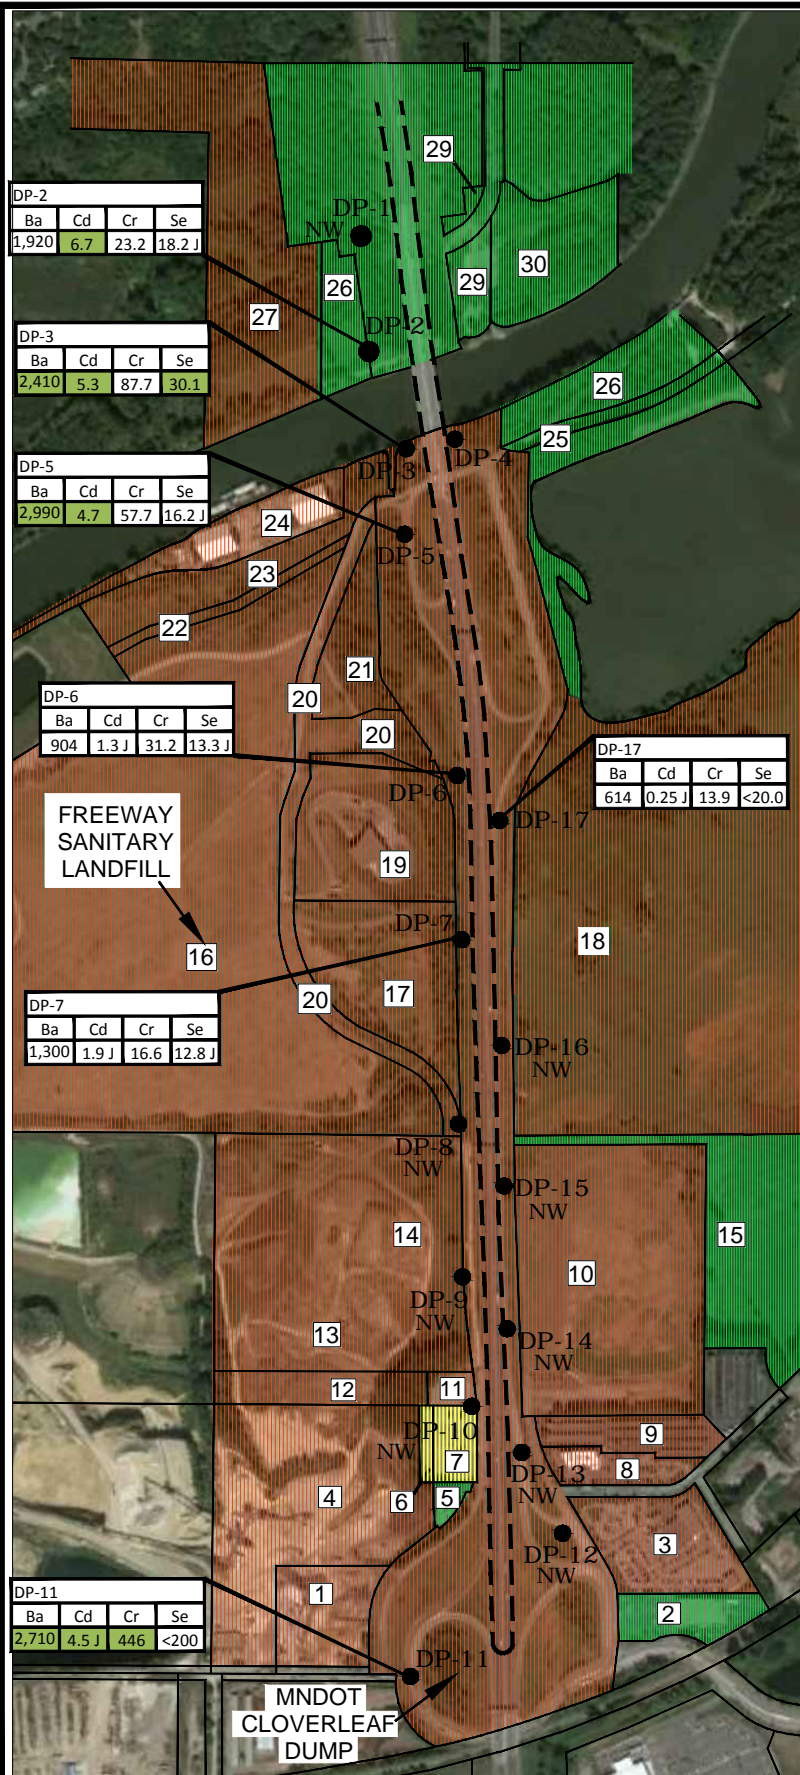 29
DP-2
Ba Cd Cr Se
1,920 6.7 23.2 18.2 J
DP-1
NW
26
29
30
27
DP-2
DP-3
Ba Cd Cr Se
2,410 5.3 87.7 30.1
26
25
DP-3
DP-4
DP-5
Ba Cd Cr Se
2,990 4.7 57.7 16.2 J
24
DP-5
23
22
21
20
DP-6
Ba Cd Cr Se
904 1.3 J 31.2 13.3 J
20
DP-6
DP-17
Ba Cd Cr Se
614 0.25 J 13.9 <20.0
DP-17
FREEWAY
SANITARY
LANDFILL
19
DP-7
18
16
17
20
DP-7
Ba Cd Cr Se
1,300 1.9 J 16.6 12.8 J
DP-16
NW
DP-8
NW
DP-15
NW
14
15
10
DP-9
NW
13
DP-14
NW
12
11
DP-10
NW
9
7
DP-13
NW
8
4
6
5
DP-12
NW
3
1
2
DP-11
Ba Cd Cr Se
2,710 4.5 J 446 <200
DP-11
MNDOT
CLOVERLEAF
DUMP